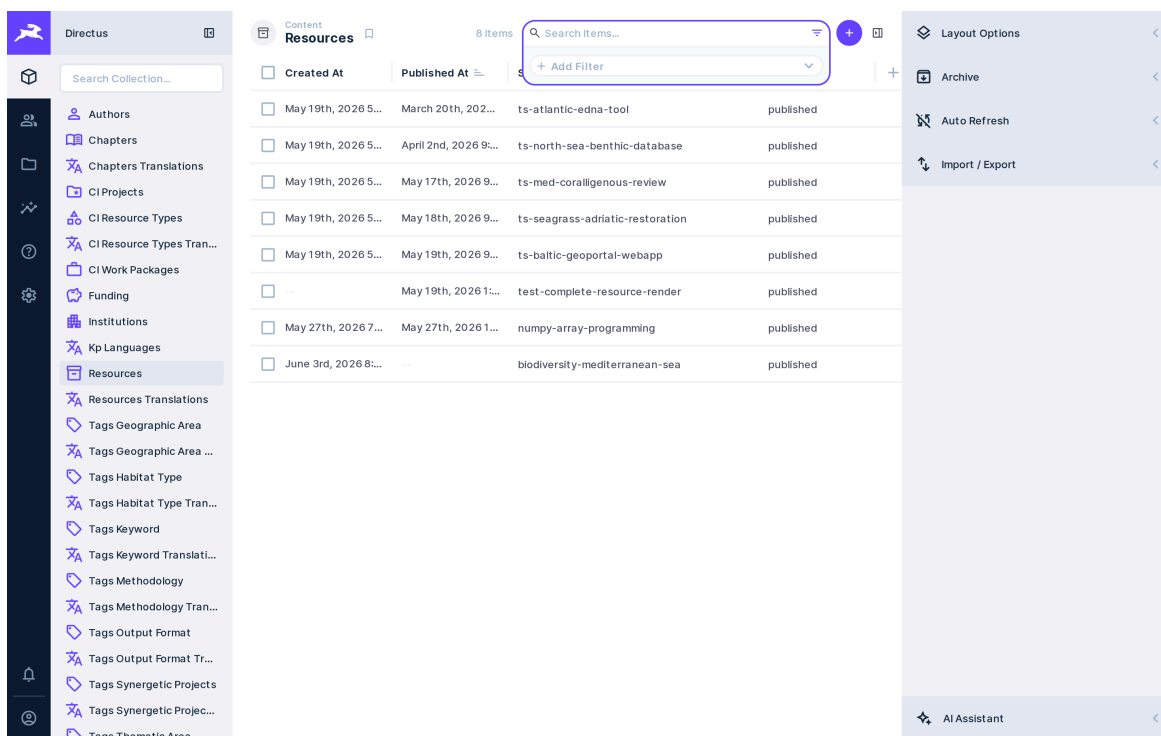 Directus
Search Collection...
Authors
Chapters
Chapters Translations
CI Projects
CI Resource Types
CI Resource Types Tran...
CI Work Packages
Funding
Institutions
Kp Languages
Resources
Resources Translations
Tags Geographic Area
Tags Geographic Area ...
Tags Habitat Type
Tags Habitat Type Tran...
Tags Keyword
Tags Keyword Translati...
Tags Methodology
Tags Methodology Tran...
Tags Output Format
Tags Output Format Tr...
Tags Synergetic Projects
Tags Synergetic Projec...
Tags Thematic Area
Content
Resources
8 Items
Search Items...
Add Filter
Created At Published At S
May 19th, 2026 5... March 20th, 202... ts-atlantic-edna-tool published
May 19th, 2026 5... April 2nd, 2026 9:... ts-north-sea-benthic-database published
May 19th, 2026 5... May 17th, 2026 9... ts-med-coralligenous-review published
May 19th, 2026 5... May 18th, 2026 9... ts-seagrass-adriatic-restoration published
May 19th, 2026 5... May 19th, 2026 9... ts-baltic-geoportal-webapp published
-- May 19th, 2026 1:... test-complete-resource-render published
May 27th, 2026 7... May 27th, 2026 1... numpy-array-programming published
June 3rd, 2026 8:... -- biodiversity-mediterranean-sea published
Layout Options
Archive
Auto Refresh
Import / Export
AI Assistant